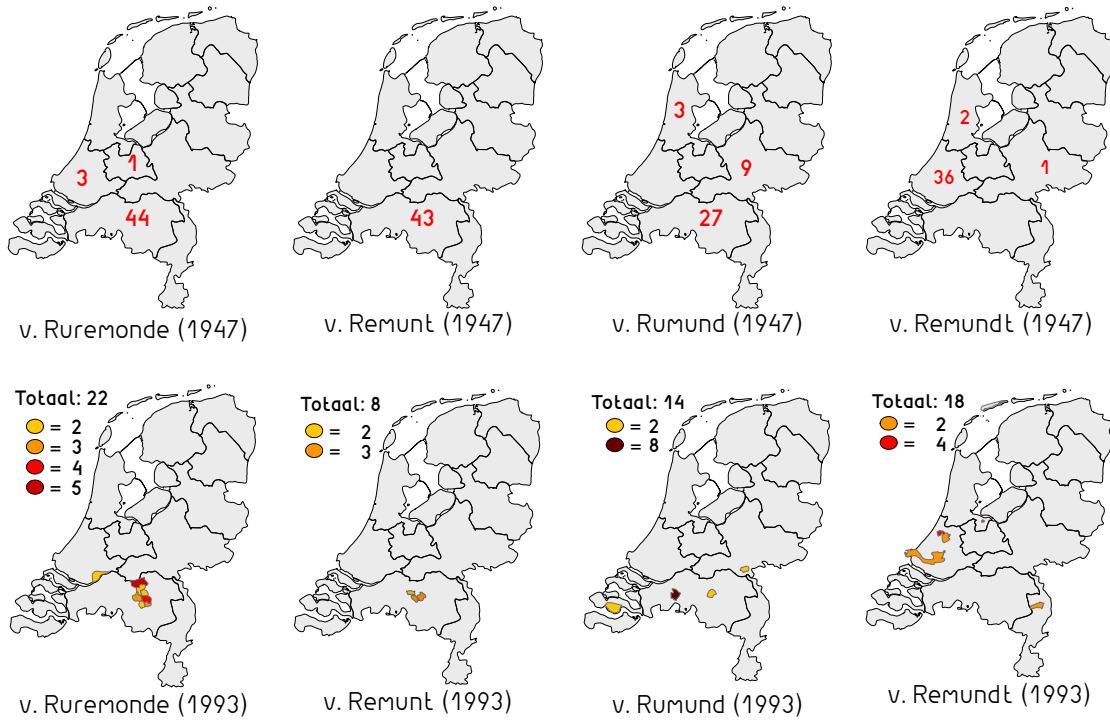 3
1
44
v. Ruremonde (1947)
43
v. Remunt (1947)
3
9
27
v. Rumund (1947)
2
36
1
v. Remundt (1947)
Totaal: 22
= 2
= 3
= 4
= 5
v. Ruremonde (1993)
Totaal: 8
= 2
= 3
v. Remunt (1993)
Totaal: 14
= 2
= 8
v. Rumund (1993)
Totaal: 18
= 2
= 4
v. Remundt (1993)